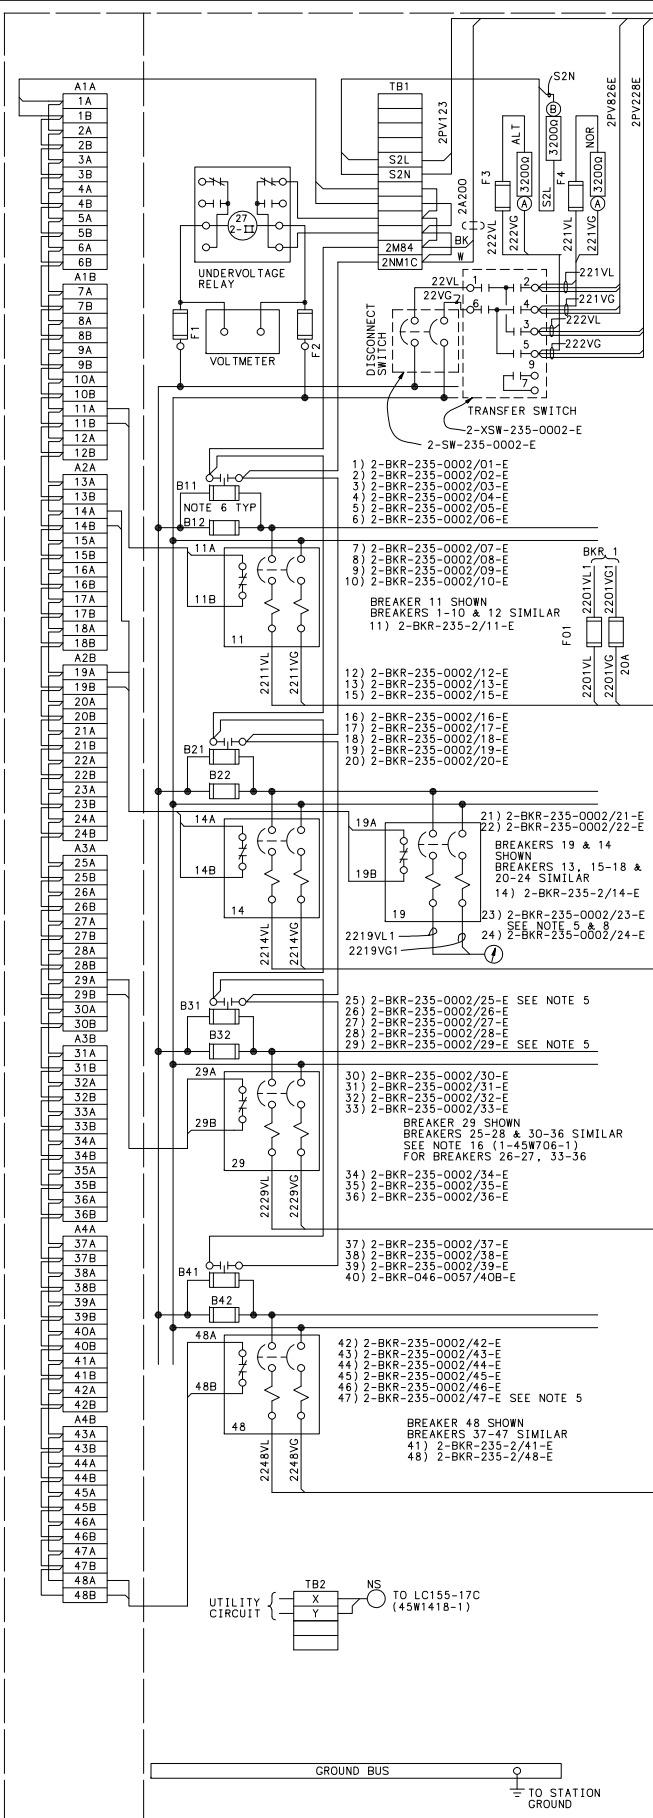 A1A
1A
1B
2A
2B
3A
3B
4A
4B
5A
5B
6A
6B
A1B
7A
7B
8A
8B
9A
9B
10A
10B
11A
11B
12A
12B
A2A
13A
13B
14A
14B
15A
15B
16A
16B
17A
17B
18A
18B
A2B
19A
19B
20A
20B
21A
21B
22A
22B
23A
23B
24A
24B
A3A
25A
25B
26A
26B
27A
27B
28A
28B
29A
29B
30A
30B
A3B
31A
31B
32A
32B
33A
33B
34A
34B
35A
35B
36A
36B
A4A
37A
37B
38A
38B
39A
39B
40A
40B
41A
41B
42A
42B
A4B
43A
43B
44A
44B
45A
45B
46A
46B
47A
47B
48A
48B
TB1
S2L
S2N
2M84
2NM1C
2PV123
2A200
BK
W
S2N
B
3200Ω
S2L
ALT
3200Ω
A
F3
222VL
222VG
NOR
3200Ω
A
F4
221VL
221VG
2PV826E
2PV228E
27
2-II
UNDERVOLTAGE
RELAY
F1
VOLTMETER
F2
DISCONNECT
SWITCH
22VL
22VG
1
2
6
4
3
5
9
7
221VL
221VG
222VL
222VG
TRANSFER SWITCH
2-XSW-235-0002-E
2-SW-235-0002-E
B11
NOTE 6 TYP
B12
1) 2-BKR-235-0002/01-E
2) 2-BKR-235-0002/02-E
3) 2-BKR-235-0002/03-E
4) 2-BKR-235-0002/04-E
5) 2-BKR-235-0002/05-E
6) 2-BKR-235-0002/06-E
11A
11B
11
2211VL
2211VG
7) 2-BKR-235-0002/07-E
8) 2-BKR-235-0002/08-E
9) 2-BKR-235-0002/09-E
10) 2-BKR-235-0002/10-E
BREAKER 11 SHOWN
BREAKERS 1-10 & 12 SIMILAR
11) 2-BKR-235-2/11-E
BKR 1
2201VL1
2201VG1
F01
2201VL
2201VG
20A
12) 2-BKR-235-0002/12-E
13) 2-BKR-235-0002/13-E
15) 2-BKR-235-0002/15-E
16) 2-BKR-235-0002/16-E
17) 2-BKR-235-0002/17-E
18) 2-BKR-235-0002/18-E
19) 2-BKR-235-0002/19-E
20) 2-BKR-235-0002/20-E
B21
B22
14A
14B
14
2214VL
2214VG
19A
19B
19
2219VL1
2219VG1
21) 2-BKR-235-0002/21-E
22) 2-BKR-235-0002/22-E
BREAKERS 19 & 14
SHOWN
BREAKERS 13, 15-18 &
20-24 SIMILAR
14) 2-BKR-235-2/14-E
23) 2-BKR-235-0002/23-E
SEE NOTE 5 & 8
24) 2-BKR-235-0002/24-E
B31
B32
25) 2-BKR-235-0002/25-E SEE NOTE 5
26) 2-BKR-235-0002/26-E
27) 2-BKR-235-0002/27-E
28) 2-BKR-235-0002/28-E
29) 2-BKR-235-0002/29-E SEE NOTE 5
29A
29B
29
2229VL
2229VG
30) 2-BKR-235-0002/30-E
31) 2-BKR-235-0002/31-E
32) 2-BKR-235-0002/32-E
33) 2-BKR-235-0002/33-E
BREAKER 29 SHOWN
BREAKERS 25-28 & 30-36 SIMILAR
SEE NOTE 16 (1-45W706-1)
FOR BREAKERS 26-27, 33-36
34) 2-BKR-235-0002/34-E
35) 2-BKR-235-0002/35-E
36) 2-BKR-235-0002/36-E
37) 2-BKR-235-0002/37-E
38) 2-BKR-235-0002/38-E
39) 2-BKR-235-0002/39-E
40) 2-BKR-046-0057/40B-E
B41
B42
48A
48B
48
2248VL
2248VG
42) 2-BKR-235-0002/42-E
43) 2-BKR-235-0002/43-E
44) 2-BKR-235-0002/44-E
45) 2-BKR-235-0002/45-E
46) 2-BKR-235-0002/46-E
47) 2-BKR-235-0002/47-E SEE NOTE 5
BREAKER 48 SHOWN
BREAKERS 37-47 SIMILAR
41) 2-BKR-235-2/41-E
48) 2-BKR-235-2/48-E
UTILITY
CIRCUIT
TB2
X
Y
NS
TO LC155-17C
(45W1418-1)
GROUND BUS
TO STATION
GROUND